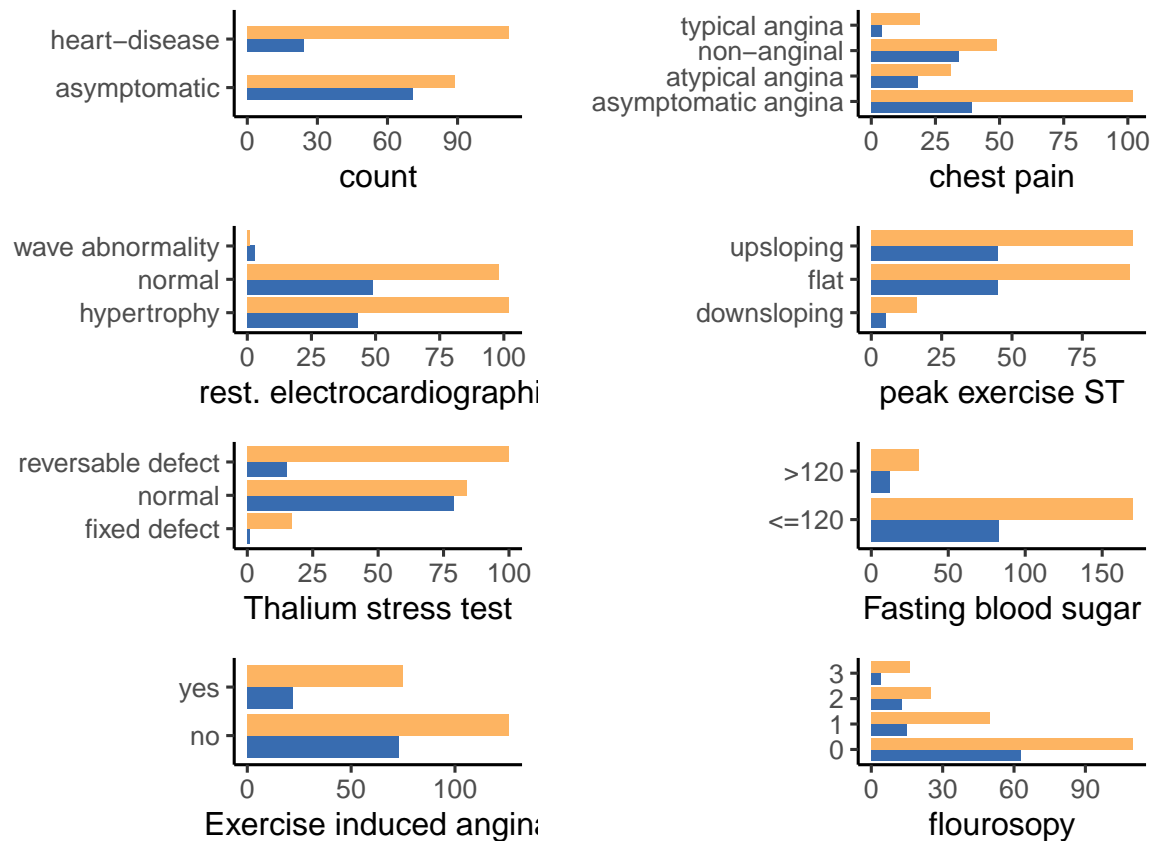 heart−disease
asymptomatic
0 30 60 90
count
typical angina
non−anginal
atypical angina
asymptomatic angina
0 25 50 75 100
chest pain
wave abnormality
normal
hypertrophy
0 25 50 75 100
rest. electrocardiographi
upsloping
flat
downsloping
0 25 50 75
peak exercise ST
reversable defect
normal
fixed defect
0 25 50 75 100
Thalium stress test
>120
<=120
0 50 100 150
Fasting blood sugar
yes
no
0 50 100
Exercise induced angina
3
2
1
0
0 30 60 90
flourosopy